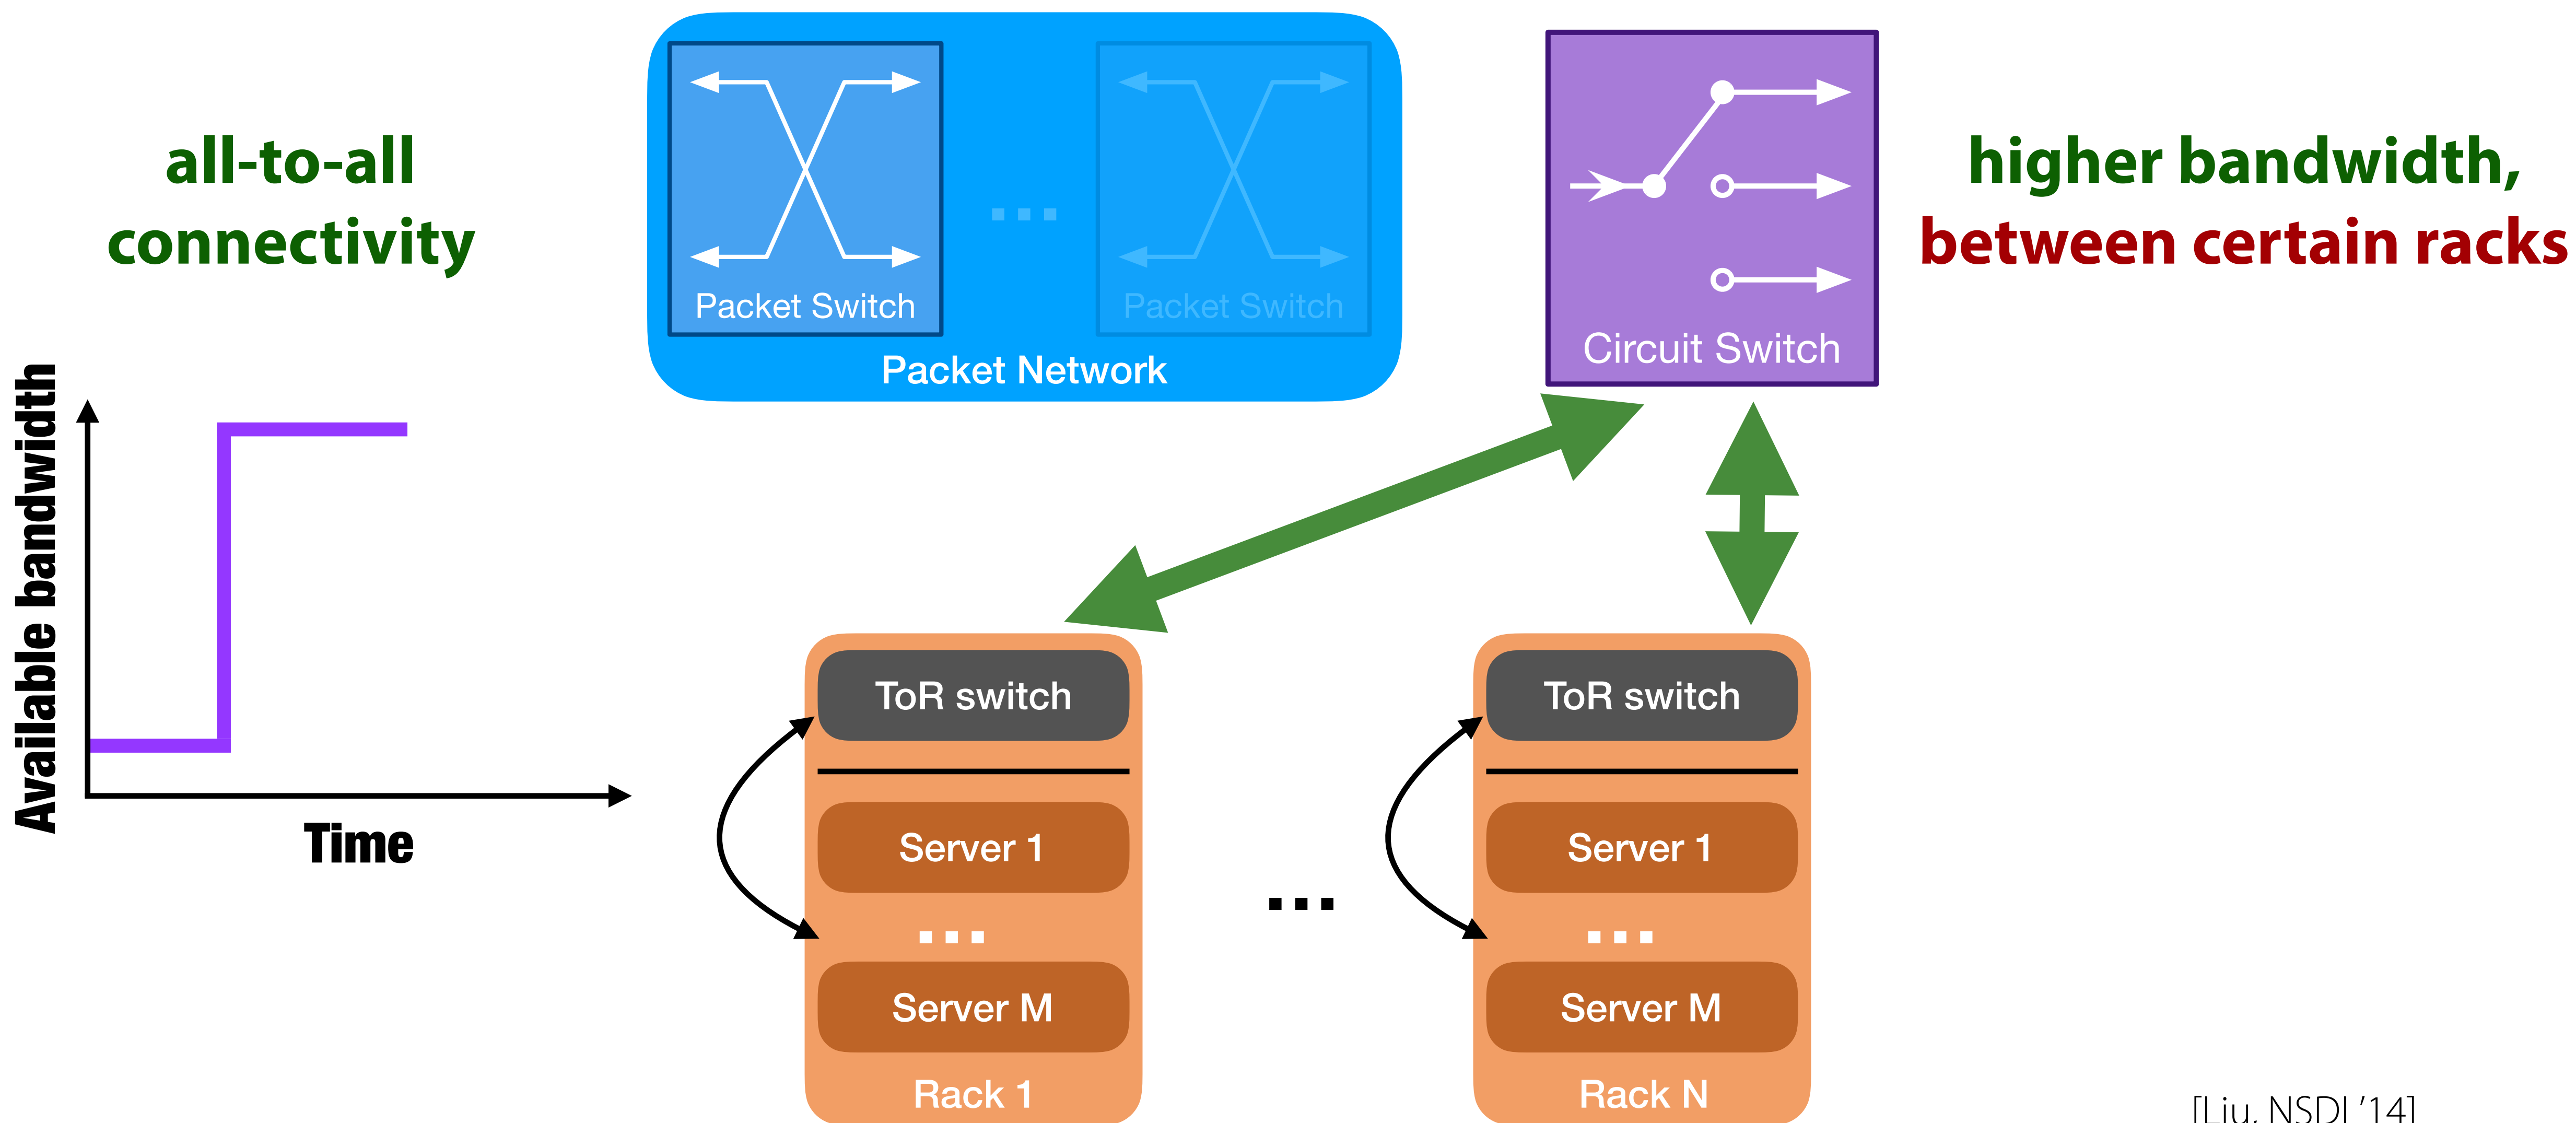 all-to-all
connectivity
Packet Switch
...
Packet Switch
Packet Network
Circuit Switch
higher bandwidth,
between certain racks
Available bandwidth
Time
ToR switch
Server 1
...
Server M
Rack 1
...
ToR switch
Server 1
...
Server M
Rack N
[Liu, NSDI '14]